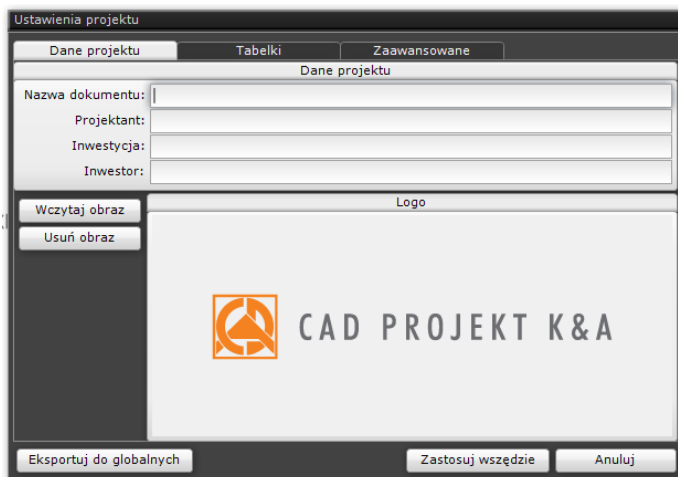 Ustawienia projektu
Dane projektu Tabelki Zaawansowane
Dane projektu
Nazwa dokumentu:
Projektant:
Inwestycja:
Inwestor:
Wczytaj obraz
Usuń obraz
Logo
CAD PROJEKT K&A
Eksportuj do globalnych Zastosuj wszędzie Anuluj